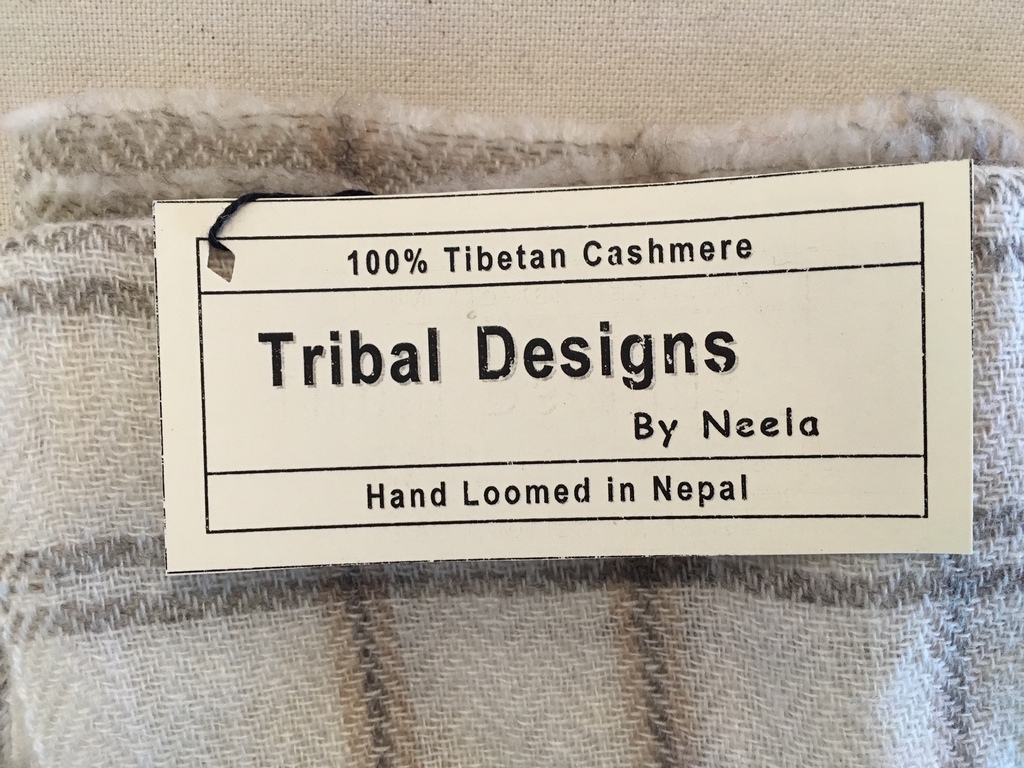 100% Tibetan Cashmere
Tribal Designs
By Neela
Hand Loomed in Nepal